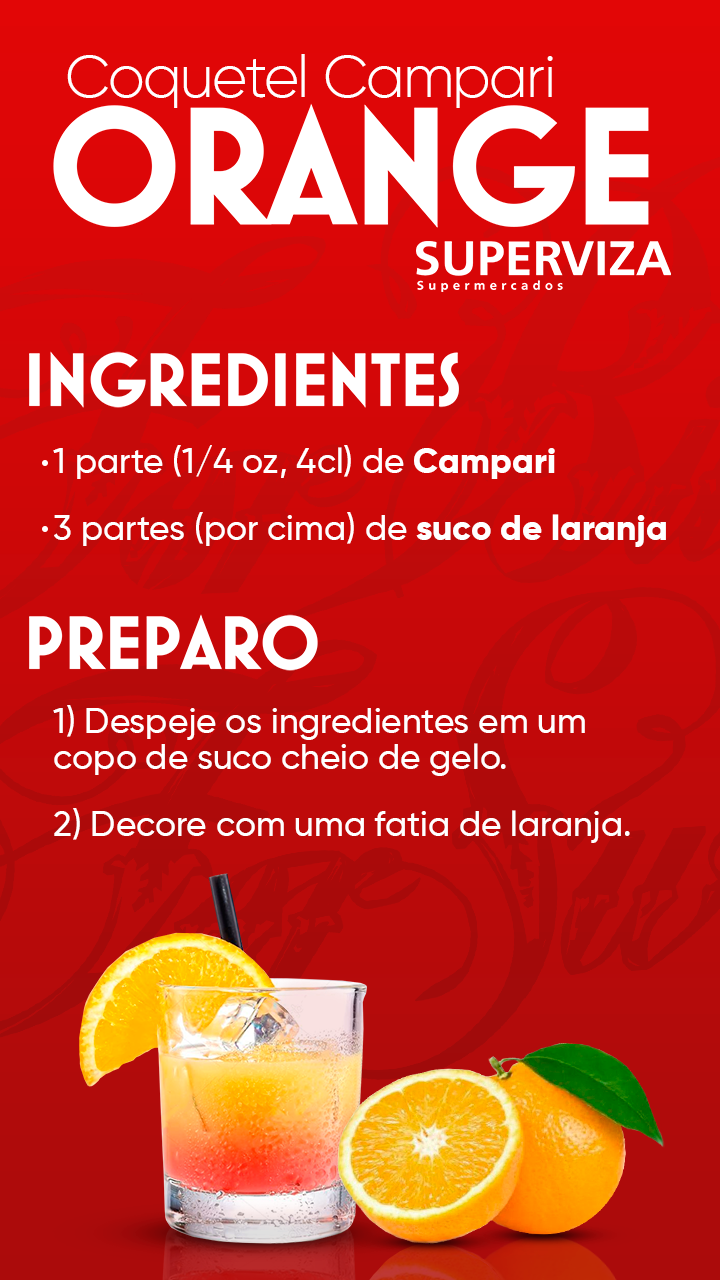 Coquetel Campari
ORANGE
SUPERVIZA
Supermercados
INGREDIENTES
·1 parte (1/4 oz, 4cl) de Campari
·3 partes (por cima) de suco de laranja
PREPARO
1) Despeje os ingredientes em um
copo de suco cheio de gelo.
2) Decore com uma fatia de laranja.